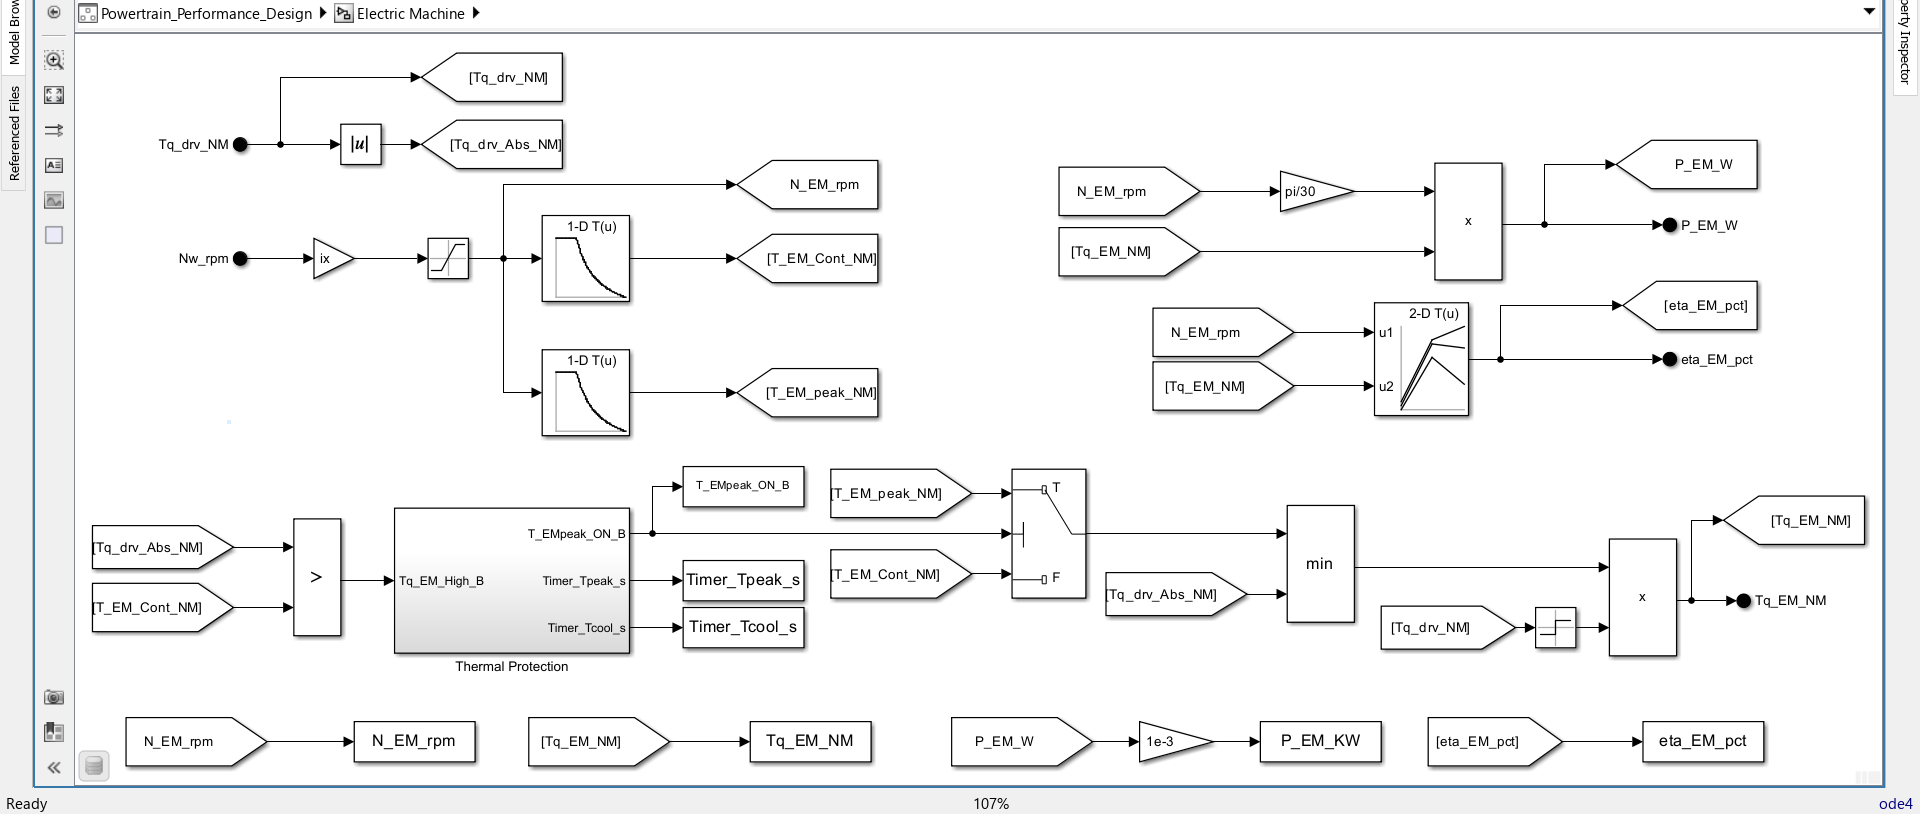 Model Brow
Referenced Files
perty Inspector
Powertrain_Performance_Design
Electric Machine
[Tq_drv_NM]
Tq_drv_NM
|u|
[Tq_drv_Abs_NM]
N_EM_rpm
Nw_rpm
ix
1-D T(u)
[T_EM_Cont_NM]
1-D T(u)
[T_EM_peak_NM]
N_EM_rpm
pi/30
[Tq_EM_NM]
x
P_EM_W
P_EM_W
N_EM_rpm
[Tq_EM_NM]
u1
u2
2-D T(u)
[eta_EM_pct]
eta_EM_pct
[Tq_drv_Abs_NM]
[T_EM_Cont_NM]
>
Tq_EM_High_B
T_EMpeak_ON_B
Timer_Tpeak_s
Timer_Tcool_s
Thermal Protection
T_EMpeak_ON_B
Timer_Tpeak_s
Timer_Tcool_s
[T_EM_peak_NM]
[T_EM_Cont_NM]
T
F
[Tq_drv_Abs_NM]
min
[Tq_drv_NM]
x
[Tq_EM_NM]
Tq_EM_NM
N_EM_rpm
N_EM_rpm
[Tq_EM_NM]
Tq_EM_NM
P_EM_W
1e-3
P_EM_KW
[eta_EM_pct]
eta_EM_pct
Ready
107%
ode4